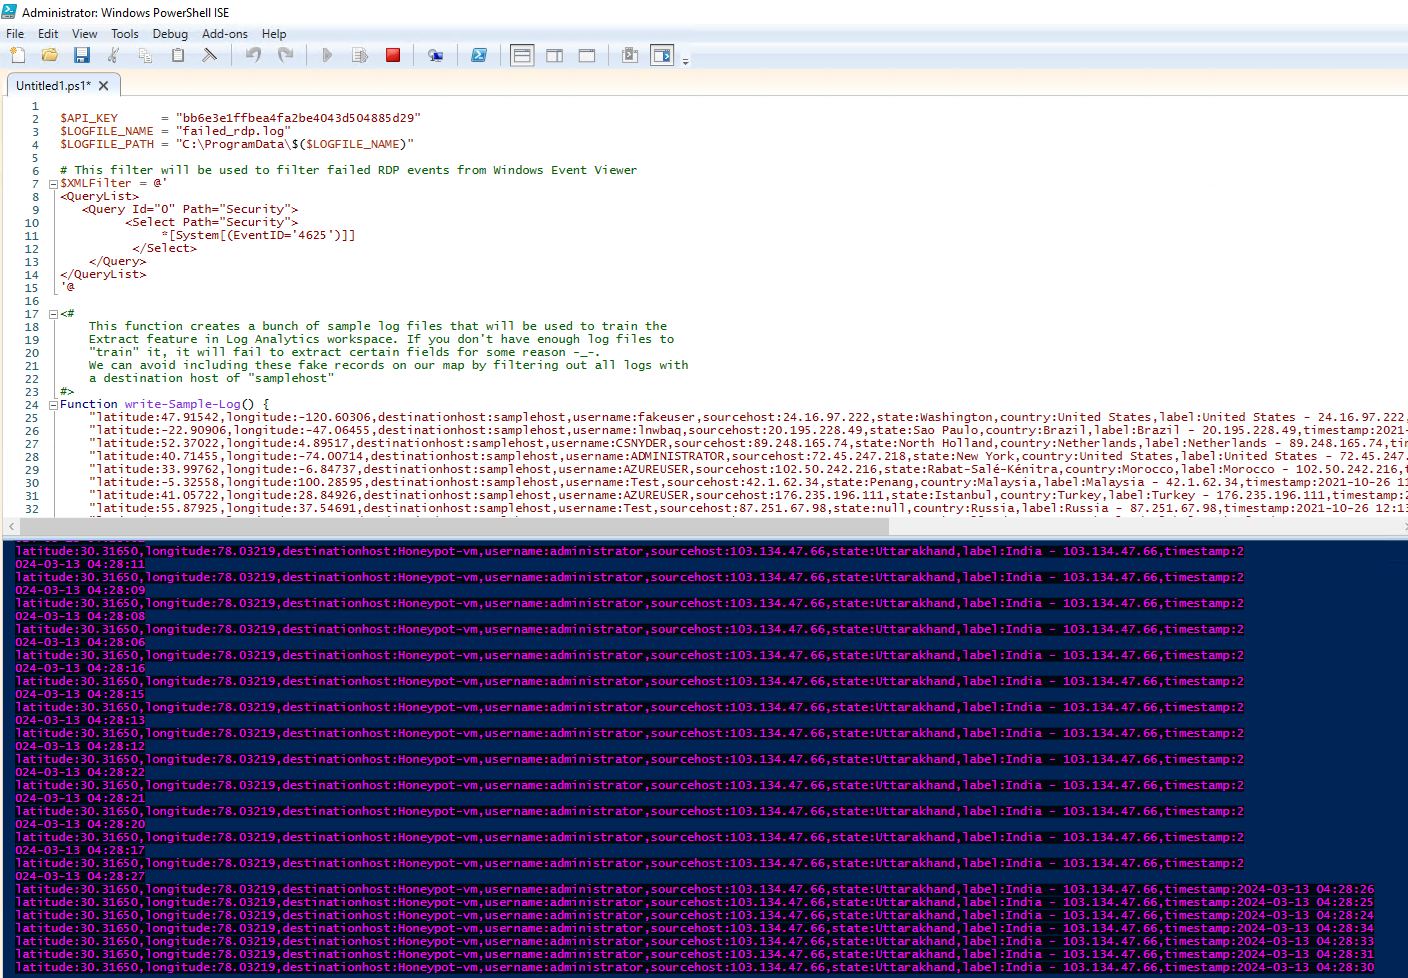 Administrator: Windows PowerShell ISE
File Edit View Tools Debug Add-ons Help
Untitled1.ps1*
1
2 $API_KEY = "bb6e3e1ffbea4fa2be4043d504885d29"
3 $LOGFILE_NAME = "failed_rdp.log"
4 $LOGFILE_PATH = "C:\ProgramData\$($LOGFILE_NAME)"
5
6 # This filter will be used to filter failed RDP events from Windows Event Viewer
7 $XMLFilter = @'
8 <QueryList>
9 <Query Id="0" Path="Security">
10 <Select Path="Security">
11 *[System[(EventID='4625')]]
12 </Select>
13 </Query>
14 </QueryList>
15 '@
16
17 <#
18 This function creates a bunch of sample log files that will be used to train the
19 Extract feature in Log Analytics workspace. If you don't have enough log files to
20 "train" it, it will fail to extract certain fields for some reason -_-.
21 We can avoid including these fake records on our map by filtering out all logs with
22 a destination host of "samplehost"
23 #>
24 Function write-Sample-Log() {
25 "latitude:47.91542,longitude:-120.60306,destinationhost:samplehost,username:fakeuser,sourcehost:24.16.97.222,state:Washington,country:United States,label:United States - 24.16.97.222,
26 "latitude:-22.90906,longitude:-47.06455,destinationhost:samplehost,username:lnwbaq,sourcehost:20.195.228.49,state:Sao Paulo,country:Brazil,label:Brazil - 20.195.228.49,timestamp:2021-
27 "latitude:52.37022,longitude:4.89517,destinationhost:samplehost,username:CSNYDER,sourcehost:89.248.165.74,state:North Holland,country:Netherlands,label:Netherlands - 89.248.165.74,tim
28 "latitude:40.71455,longitude:-74.00714,destinationhost:samplehost,username:ADMINISTRATOR,sourcehost:72.45.247.218,state:New York,country:United States,label:United States - 72.45.247.
29 "latitude:33.99762,longitude:-6.84737,destinationhost:samplehost,username:AZUREUSER,sourcehost:102.50.242.216,state:Rabat-Salé-Kénitra,country:Morocco,label:Morocco - 102.50.242.216,t
30 "latitude:-5.32558,longitude:100.28595,destinationhost:samplehost,username:Test,sourcehost:42.1.62.34,state:Penang,country:Malaysia,label:Malaysia - 42.1.62.34,timestamp:2021-10-26 11
31 "latitude:41.05722,longitude:28.84926,destinationhost:samplehost,username:AZUREUSER,sourcehost:176.235.196.111,state:Istanbul,country:Turkey,label:Turkey - 176.235.196.111,timestamp:2
32 "latitude:55.87925,longitude:37.54691,destinationhost:samplehost,username:Test,sourcehost:87.251.67.98,state:null,country:Russia,label:Russia - 87.251.67.98,timestamp:2021-10-26 12:13
latitude:30.31650,longitude:78.03219,destinationhost:Honeypot-vm,username:administrator,sourcehost:103.134.47.66,state:Uttarakhand,label:India - 103.134.47.66,timestamp:2
024-03-13 04:28:11
latitude:30.31650,longitude:78.03219,destinationhost:Honeypot-vm,username:administrator,sourcehost:103.134.47.66,state:Uttarakhand,label:India - 103.134.47.66,timestamp:2
024-03-13 04:28:09
latitude:30.31650,longitude:78.03219,destinationhost:Honeypot-vm,username:administrator,sourcehost:103.134.47.66,state:Uttarakhand,label:India - 103.134.47.66,timestamp:2
024-03-13 04:28:08
latitude:30.31650,longitude:78.03219,destinationhost:Honeypot-vm,username:administrator,sourcehost:103.134.47.66,state:Uttarakhand,label:India - 103.134.47.66,timestamp:2
024-03-13 04:28:06
latitude:30.31650,longitude:78.03219,destinationhost:Honeypot-vm,username:administrator,sourcehost:103.134.47.66,state:Uttarakhand,label:India - 103.134.47.66,timestamp:2
024-03-13 04:28:16
latitude:30.31650,longitude:78.03219,destinationhost:Honeypot-vm,username:administrator,sourcehost:103.134.47.66,state:Uttarakhand,label:India - 103.134.47.66,timestamp:2
024-03-13 04:28:15
latitude:30.31650,longitude:78.03219,destinationhost:Honeypot-vm,username:administrator,sourcehost:103.134.47.66,state:Uttarakhand,label:India - 103.134.47.66,timestamp:2
024-03-13 04:28:13
latitude:30.31650,longitude:78.03219,destinationhost:Honeypot-vm,username:administrator,sourcehost:103.134.47.66,state:Uttarakhand,label:India - 103.134.47.66,timestamp:2
024-03-13 04:28:12
latitude:30.31650,longitude:78.03219,destinationhost:Honeypot-vm,username:administrator,sourcehost:103.134.47.66,state:Uttarakhand,label:India - 103.134.47.66,timestamp:2
024-03-13 04:28:22
latitude:30.31650,longitude:78.03219,destinationhost:Honeypot-vm,username:administrator,sourcehost:103.134.47.66,state:Uttarakhand,label:India - 103.134.47.66,timestamp:2
024-03-13 04:28:21
latitude:30.31650,longitude:78.03219,destinationhost:Honeypot-vm,username:administrator,sourcehost:103.134.47.66,state:Uttarakhand,label:India - 103.134.47.66,timestamp:2
024-03-13 04:28:20
latitude:30.31650,longitude:78.03219,destinationhost:Honeypot-vm,username:administrator,sourcehost:103.134.47.66,state:Uttarakhand,label:India - 103.134.47.66,timestamp:2
024-03-13 04:28:17
latitude:30.31650,longitude:78.03219,destinationhost:Honeypot-vm,username:administrator,sourcehost:103.134.47.66,state:Uttarakhand,label:India - 103.134.47.66,timestamp:2
024-03-13 04:28:27
latitude:30.31650,longitude:78.03219,destinationhost:Honeypot-vm,username:administrator,sourcehost:103.134.47.66,state:Uttarakhand,label:India - 103.134.47.66,timestamp:2024-03-13 04:28:26
latitude:30.31650,longitude:78.03219,destinationhost:Honeypot-vm,username:administrator,sourcehost:103.134.47.66,state:Uttarakhand,label:India - 103.134.47.66,timestamp:2024-03-13 04:28:25
latitude:30.31650,longitude:78.03219,destinationhost:Honeypot-vm,username:administrator,sourcehost:103.134.47.66,state:Uttarakhand,label:India - 103.134.47.66,timestamp:2024-03-13 04:28:24
latitude:30.31650,longitude:78.03219,destinationhost:Honeypot-vm,username:administrator,sourcehost:103.134.47.66,state:Uttarakhand,label:India - 103.134.47.66,timestamp:2024-03-13 04:28:34
latitude:30.31650,longitude:78.03219,destinationhost:Honeypot-vm,username:administrator,sourcehost:103.134.47.66,state:Uttarakhand,label:India - 103.134.47.66,timestamp:2024-03-13 04:28:33
latitude:30.31650,longitude:78.03219,destinationhost:Honeypot-vm,username:administrator,sourcehost:103.134.47.66,state:Uttarakhand,label:India - 103.134.47.66,timestamp:2024-03-13 04:28:31
latitude:30.31650,longitude:78.03219,destinationhost:Honeypot-vm,username:administrator,sourcehost:103.134.47.66,state:Uttarakhand,label:India - 103.134.47.66,timestamp:2024-03-13 04:28:30